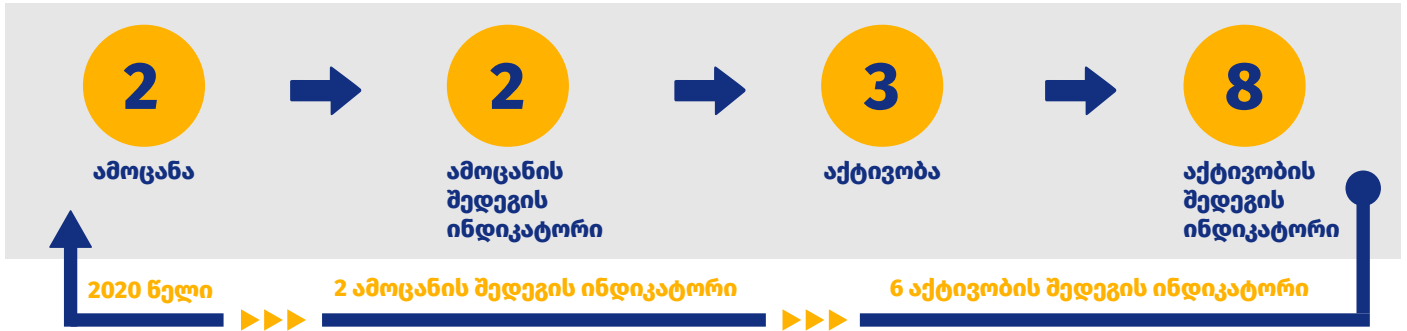 2
ამოცანა
2
ამოცანის
შედეგის
ინდიკატორი
3
აქტივობა
8
აქტივობის
შედეგის
ინდიკატორი
2020 წელი
2 ამოცანის შედეგის ინდიკატორი
6 აქტივობის შედეგის ინდიკატორი